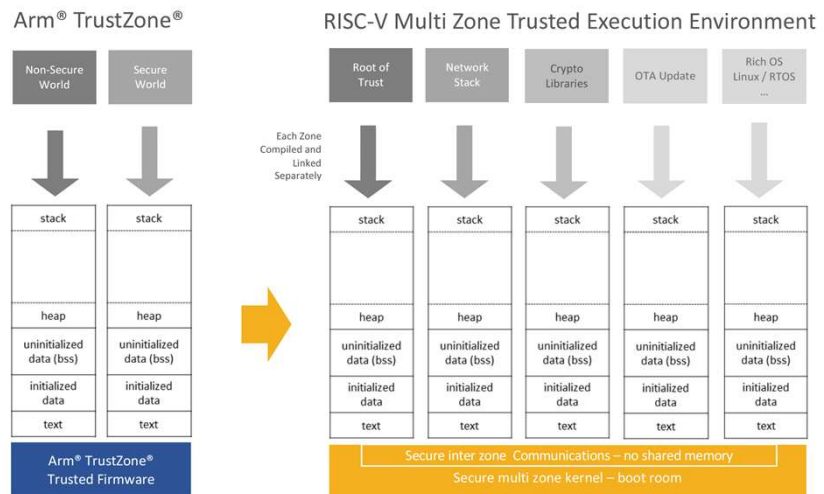 Arm® TrustZone®
RISC-V Multi Zone Trusted Execution Environment
Non-Secure
World
Secure
World
Root of
Trust
Network
Stack
Crypto
Libraries
OTA Update
Rich OS
Linux / RTOS
...
Each Zone
Compiled and
Linked
Separately
stack
stack
stack
stack
stack
stack
stack
heap
heap
heap
heap
heap
heap
heap
uninitialized
data (bss)
uninitialized
data (bss)
uninitialized
data (bss)
uninitialized
data (bss)
uninitialized
data (bss)
uninitialized
data (bss)
uninitialized
data (bss)
initialized
data
initialized
data
initialized
data
initialized
data
initialized
data
initialized
data
initialized
data
text
text
text
text
text
text
text
Arm® TrustZone®
Trusted Firmware
Secure inter zone Communications – no shared memory
Secure multi zone kernel – boot room